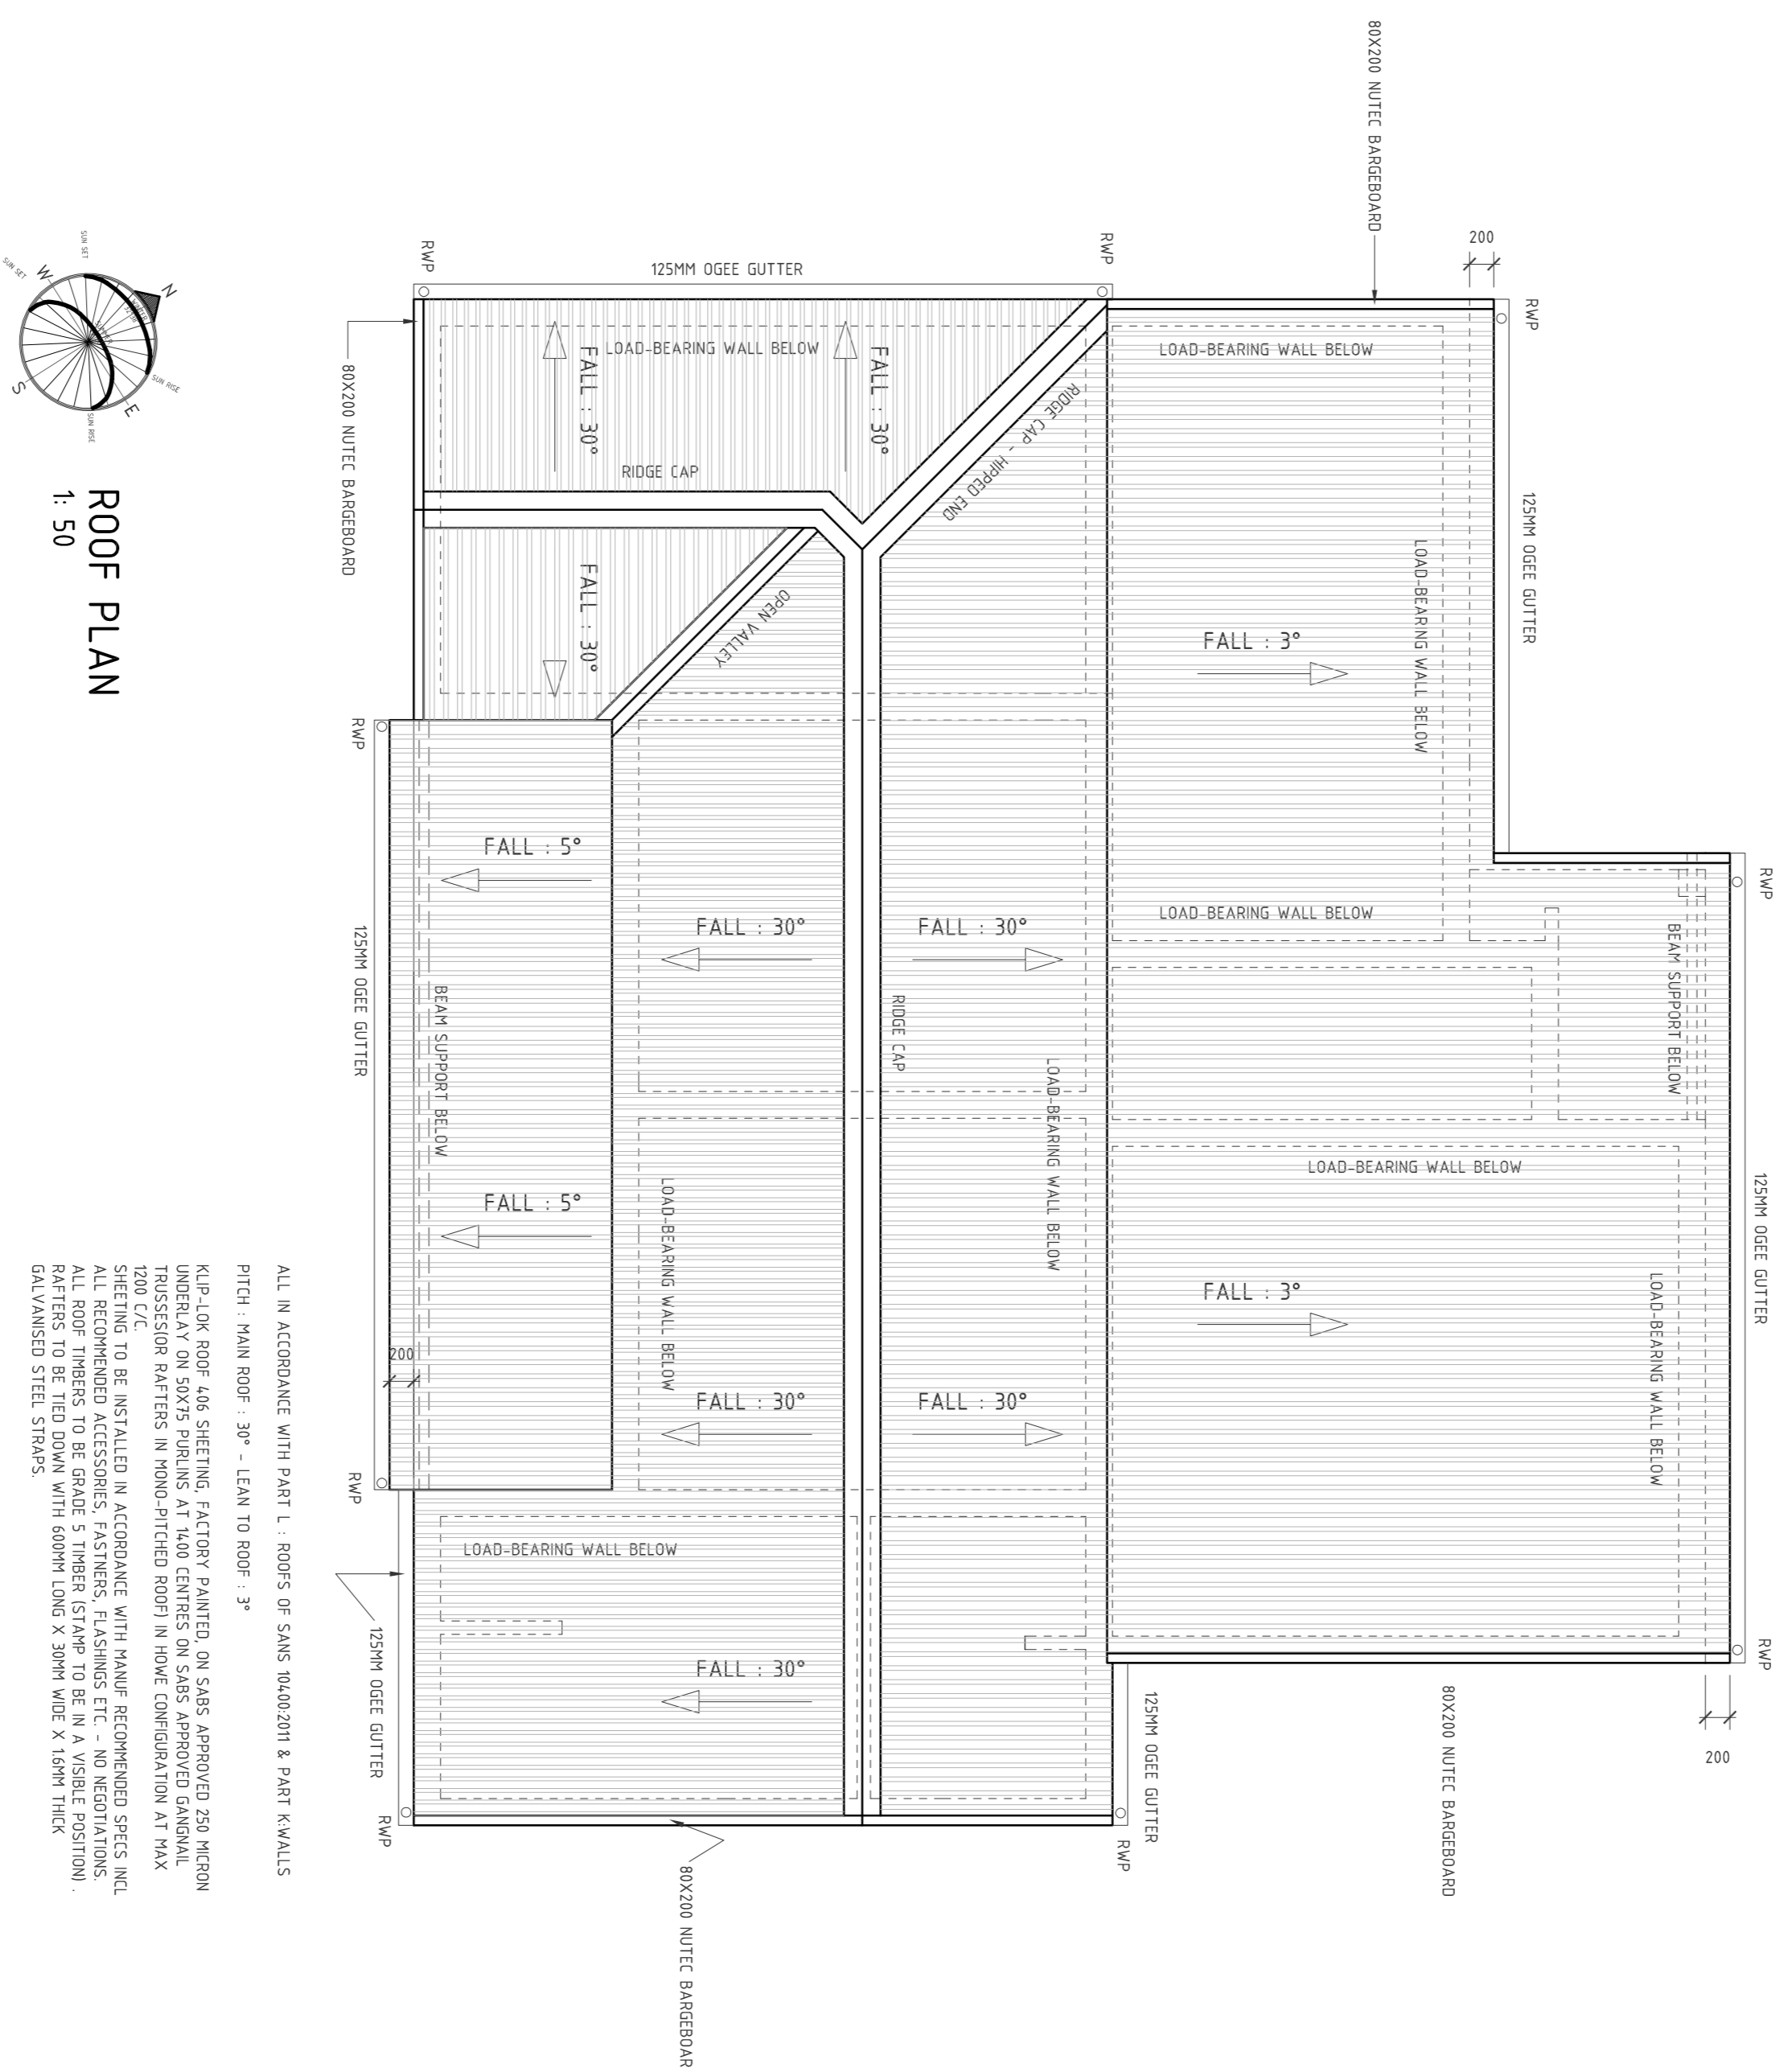 80X200 NUTEC BARGEBOARD
200
RWP
125MM OGEE GUTTER
RWP
RWP
125MM OGEE GUTTER
RWP
LOAD-BEARING WALL BELOW
LOAD-BEARING WALL BELOW
FALL : 3°
LOAD-BEARING WALL BELOW
BEAM SUPPORT BELOW
LOAD-BEARING WALL BELOW
FALL : 3°
LOAD-BEARING WALL BELOW
125MM OGEE GUTTER
RWP
200
80X200 NUTEC BARGEBOARD
125MM OGEE GUTTER
RWP
RWP
LOAD-BEARING WALL BELOW
FALL : 30°
FALL : 30°
RIDGE CAP
RIDGE CAP - HIPPED END
FALL : 30°
OPEN VALLEY
80X200 NUTEC BARGEBOARD
FALL : 5°
FALL : 30°
FALL : 30°
RIDGE CAP
LOAD-BEARING WALL BELOW
BEAM SUPPORT BELOW
LOAD-BEARING WALL BELOW
FALL : 5°
FALL : 30°
FALL : 30°
200
RWP
125MM OGEE GUTTER
RWP
LOAD-BEARING WALL BELOW
FALL : 30°
125MM OGEE GUTTER
RWP
80X200 NUTEC BARGEBOAR
N
W
S
E
SUN SET
SUN SET
SUN RISE
SUN RISE
ROOF PLAN
1: 50
ALL IN ACCORDANCE WITH PART L : ROOFS OF SANS 10400:2011 & PART K:WALLS
PITCH : MAIN ROOF : 30° - LEAN TO ROOF : 3°
KLIP-LOK ROOF 406 SHEETING, FACTORY PAINTED, ON SABS APPROVED 250 MICRON
UNDERLAY ON 50X75 PURLINS AT 1400 CENTRES ON SABS APPROVED GANGNAIL
TRUSSES(OR RAFTERS IN MONO-PITCHED ROOF) IN HOWE CONFIGURATION AT MAX
1200 C/C.
SHEETING TO BE INSTALLED IN ACCORDANCE WITH MANUF RECOMMENDED SPECS INCL
ALL RECOMMENDED ACCESSORIES, FASTNERS, FLASHINGS ETC. - NO NEGOTIATIONS.
ALL ROOF TIMBERS TO BE GRADE 5 TIMBER (STAMP TO BE IN A VISIBLE POSITION) .
RAFTERS TO BE TIED DOWN WITH 600MM LONG X 30MM WIDE X 1.6MM THICK
GALVANISED STEEL STRAPS.